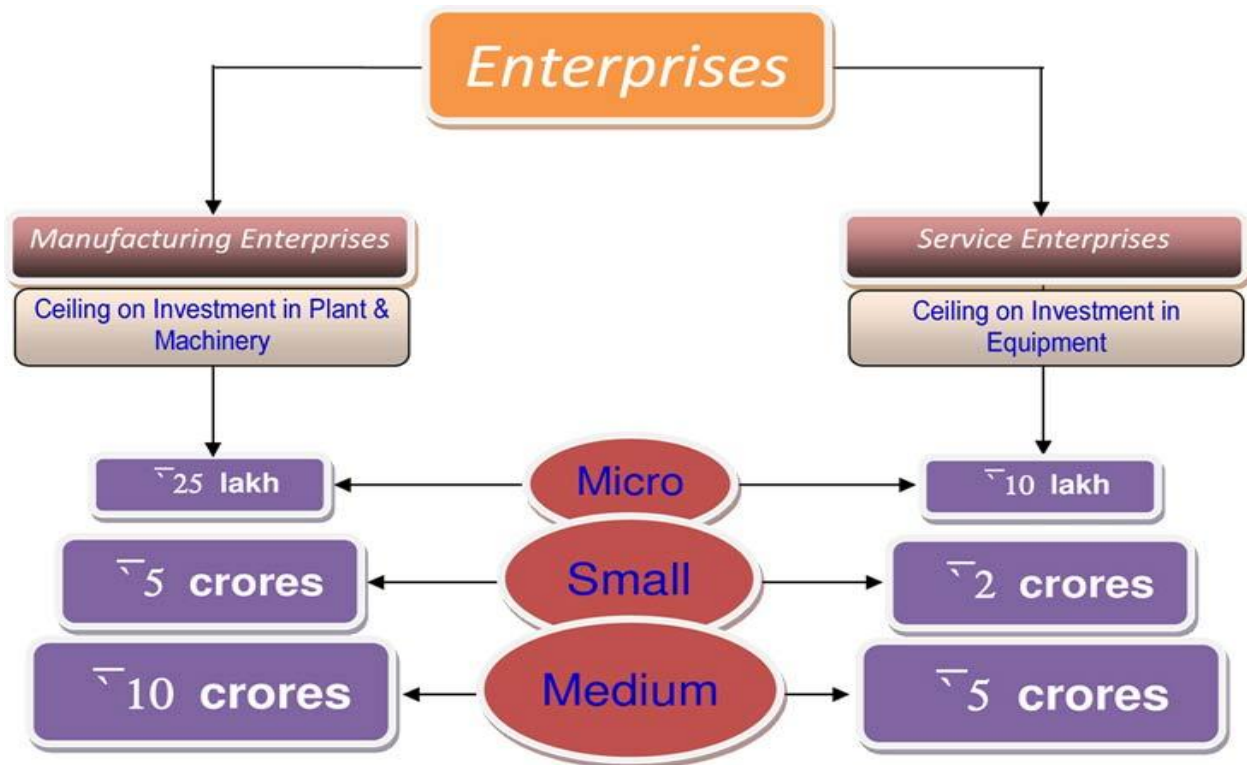 Enterprises
Manufacturing Enterprises
Service Enterprises
Ceiling on Investment in Plant &
Machinery
Ceiling on Investment in
Equipment
25 lakh
Micro
10 lakh
5 crores
Small
2 crores
10 crores
Medium
5 crores